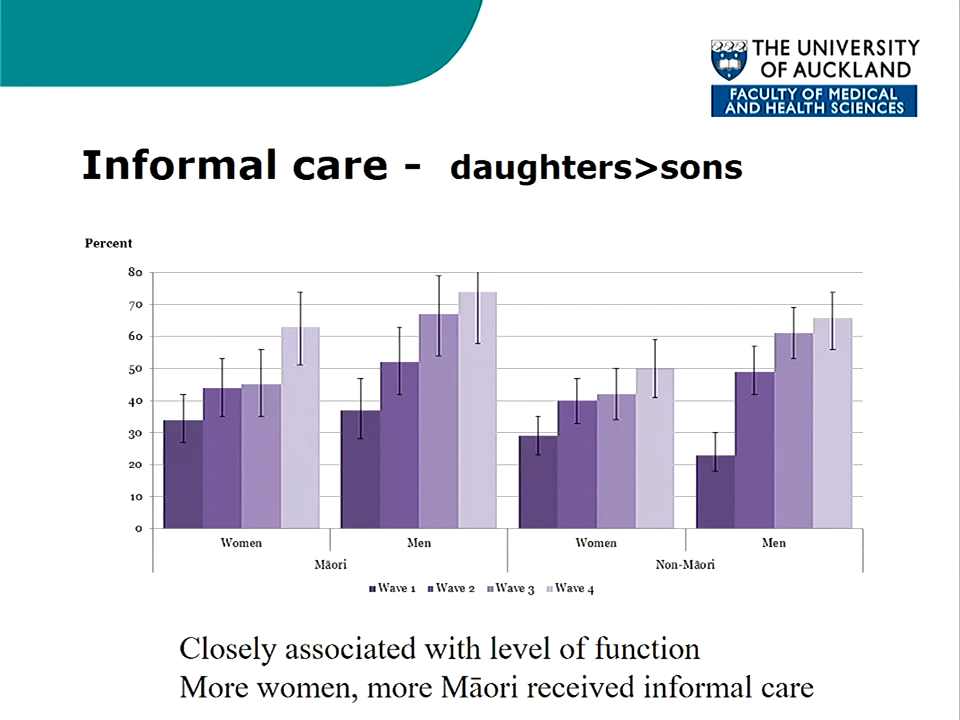 THE UNIVERSITY
OF AUCKLAND
FACULTY OF MEDICAL
AND HEALTH SCIENCES
Informal care - daughters>sons
Percent
80
70
60
50
40
30
20
10
0
Women Men Women Men
Māori Non-Māori
Wave 1 Wave 2 Wave 3 Wave 4
Closely associated with level of function
More women, more Māori received informal care